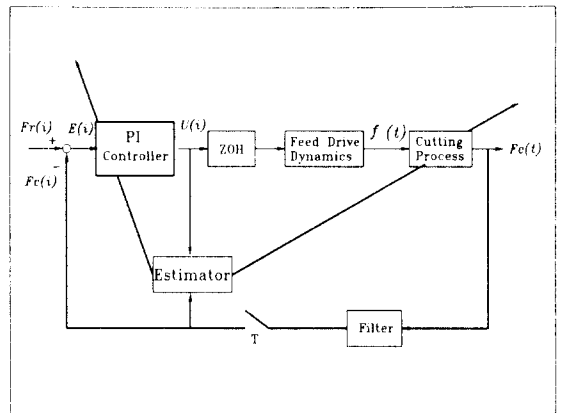 Fr(i)
+
E(i)
PI
Controller
U(i)
ZOH
Feed Drive
Dynamics
f (t)
Cutting
Process
Fc(t)
−
Fc(i)
Estimator
T
Filter